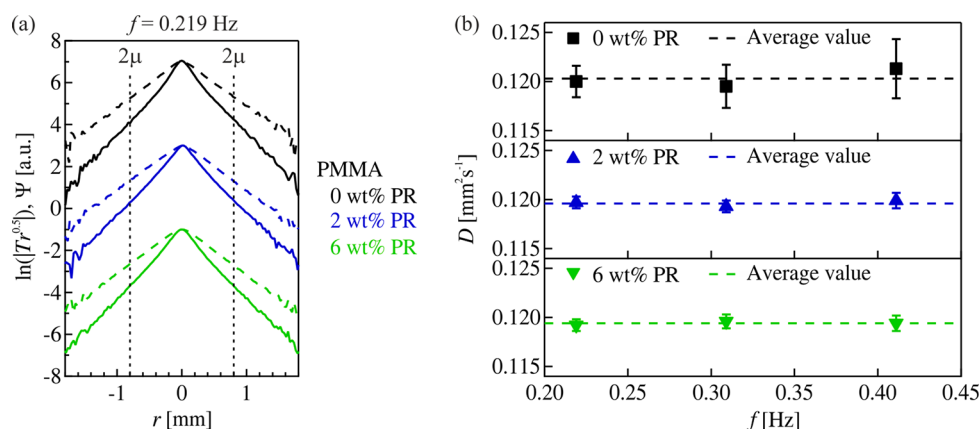 (a)
f = 0.219 Hz
2μ
2μ
8
6
4
2
0
-2
-4
-6
-8
ln(|Tr^0.5|), Ψ [a.u.]
-1
0
1
r [mm]
PMMA
0 wt% PR
2 wt% PR
6 wt% PR
(b)
0.125
0.120
0.115
0 wt% PR
Average value
0.125
0.120
0.115
2 wt% PR
Average value
0.125
0.120
0.115
6 wt% PR
Average value
D [mm²s⁻¹]
0.20
0.25
0.30
0.35
0.40
0.45
f [Hz]